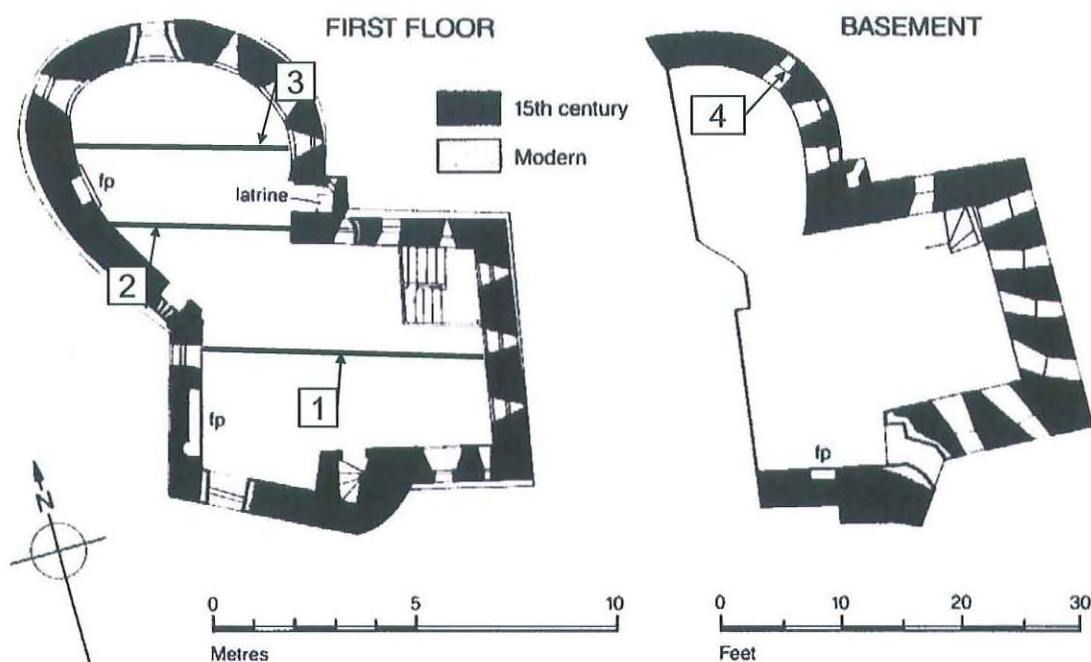 FIRST FLOOR
BASEMENT
3
4
15th century
Modern
fp
latrine
2
1
fp
fp
N
0 5 10
Metres
0 10 20 30
Feet